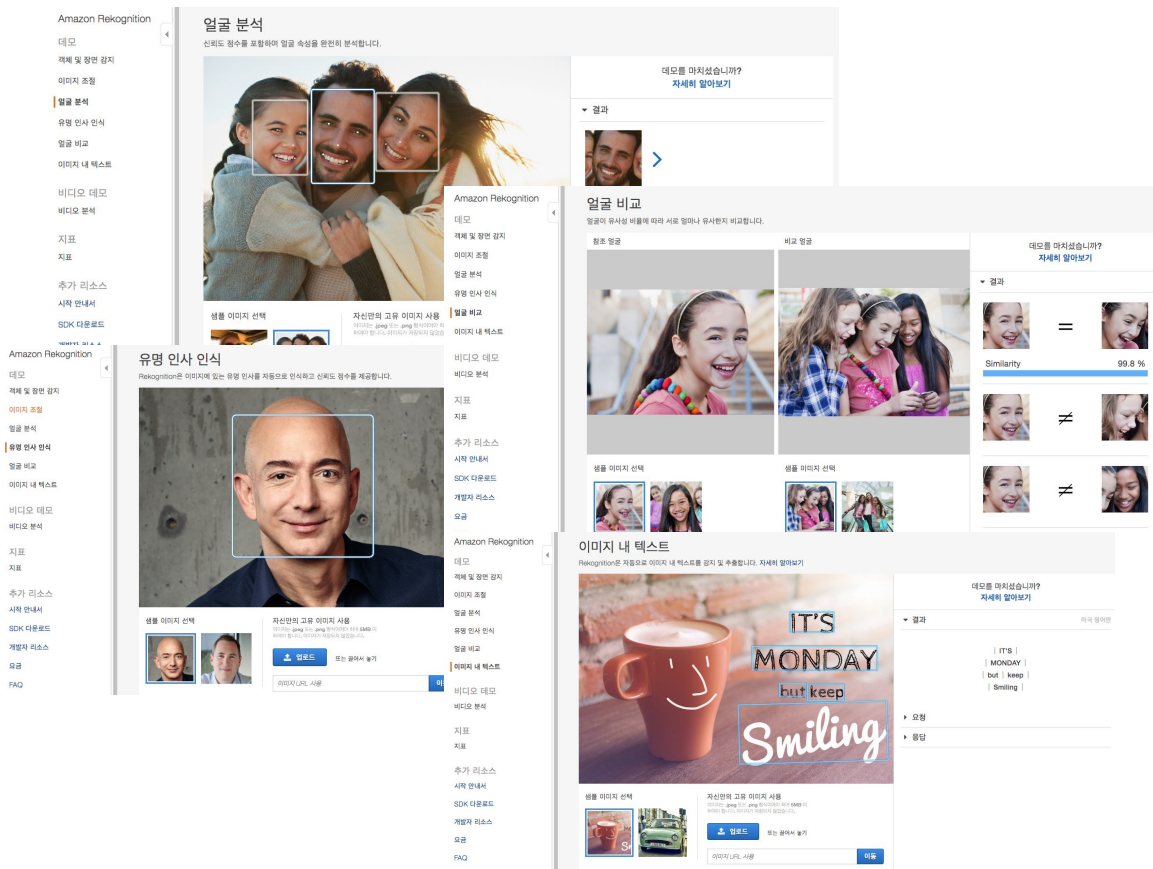 Amazon Rekognition
데모
객체 및 장면 감지
이미지 조절
얼굴 분석
유명 인사 인식
얼굴 비교
이미지 내 텍스트
비디오 데모
비디오 분석
지표
지표
추가 리소스
시작 안내서
SDK 다운로드
개발자 리소스
얼굴 분석
신뢰도 점수를 포함하여 얼굴 속성을 완전히 분석합니다.
데모를 마치셨습니까?
자세히 알아보기
결과
샘플 이미지 선택
자신만의 고유 이미지 사용
Amazon Rekognition
데모
객체 및 장면 감지
이미지 조절
얼굴 분석
유명 인사 인식
얼굴 비교
이미지 내 텍스트
비디오 데모
비디오 분석
지표
지표
추가 리소스
시작 안내서
SDK 다운로드
개발자 리소스
요금
얼굴 비교
얼굴이 유사성 비율에 따라 서로 얼마나 유사한지 비교합니다.
참조 얼굴
비교 얼굴
샘플 이미지 선택
샘플 이미지 선택
데모를 마치셨습니까?
자세히 알아보기
결과
=
Similarity 99.8 %
≠
≠
Amazon Rekognition
데모
객체 및 장면 감지
이미지 조절
얼굴 분석
유명 인사 인식
얼굴 비교
이미지 내 텍스트
비디오 데모
비디오 분석
지표
지표
추가 리소스
시작 안내서
SDK 다운로드
개발자 리소스
요금
FAQ
유명 인사 인식
Rekognition은 이미지에 있는 유명 인사를 자동으로 인식하고 신뢰도 점수를 제공합니다.
샘플 이미지 선택
자신만의 고유 이미지 사용
업로드 또는 끌어서 놓기
이미지 URL 사용
Amazon Rekognition
데모
객체 및 장면 감지
이미지 조절
얼굴 분석
유명 인사 인식
얼굴 비교
이미지 내 텍스트
비디오 데모
비디오 분석
지표
지표
추가 리소스
시작 안내서
SDK 다운로드
개발자 리소스
요금
FAQ
이미지 내 텍스트
Rekognition은 자동으로 이미지 내 텍스트를 감지 및 추출합니다. 자세히 알아보기
IT'S
MONDAY
but keep
Smiling
샘플 이미지 선택
자신만의 고유 이미지 사용
업로드 또는 끌어서 놓기
이미지 URL 사용 이동
데모를 마치셨습니까?
자세히 알아보기
결과 미국 영어만
| IT'S |
| MONDAY |
| but | keep |
| Smiling |
요청
응답